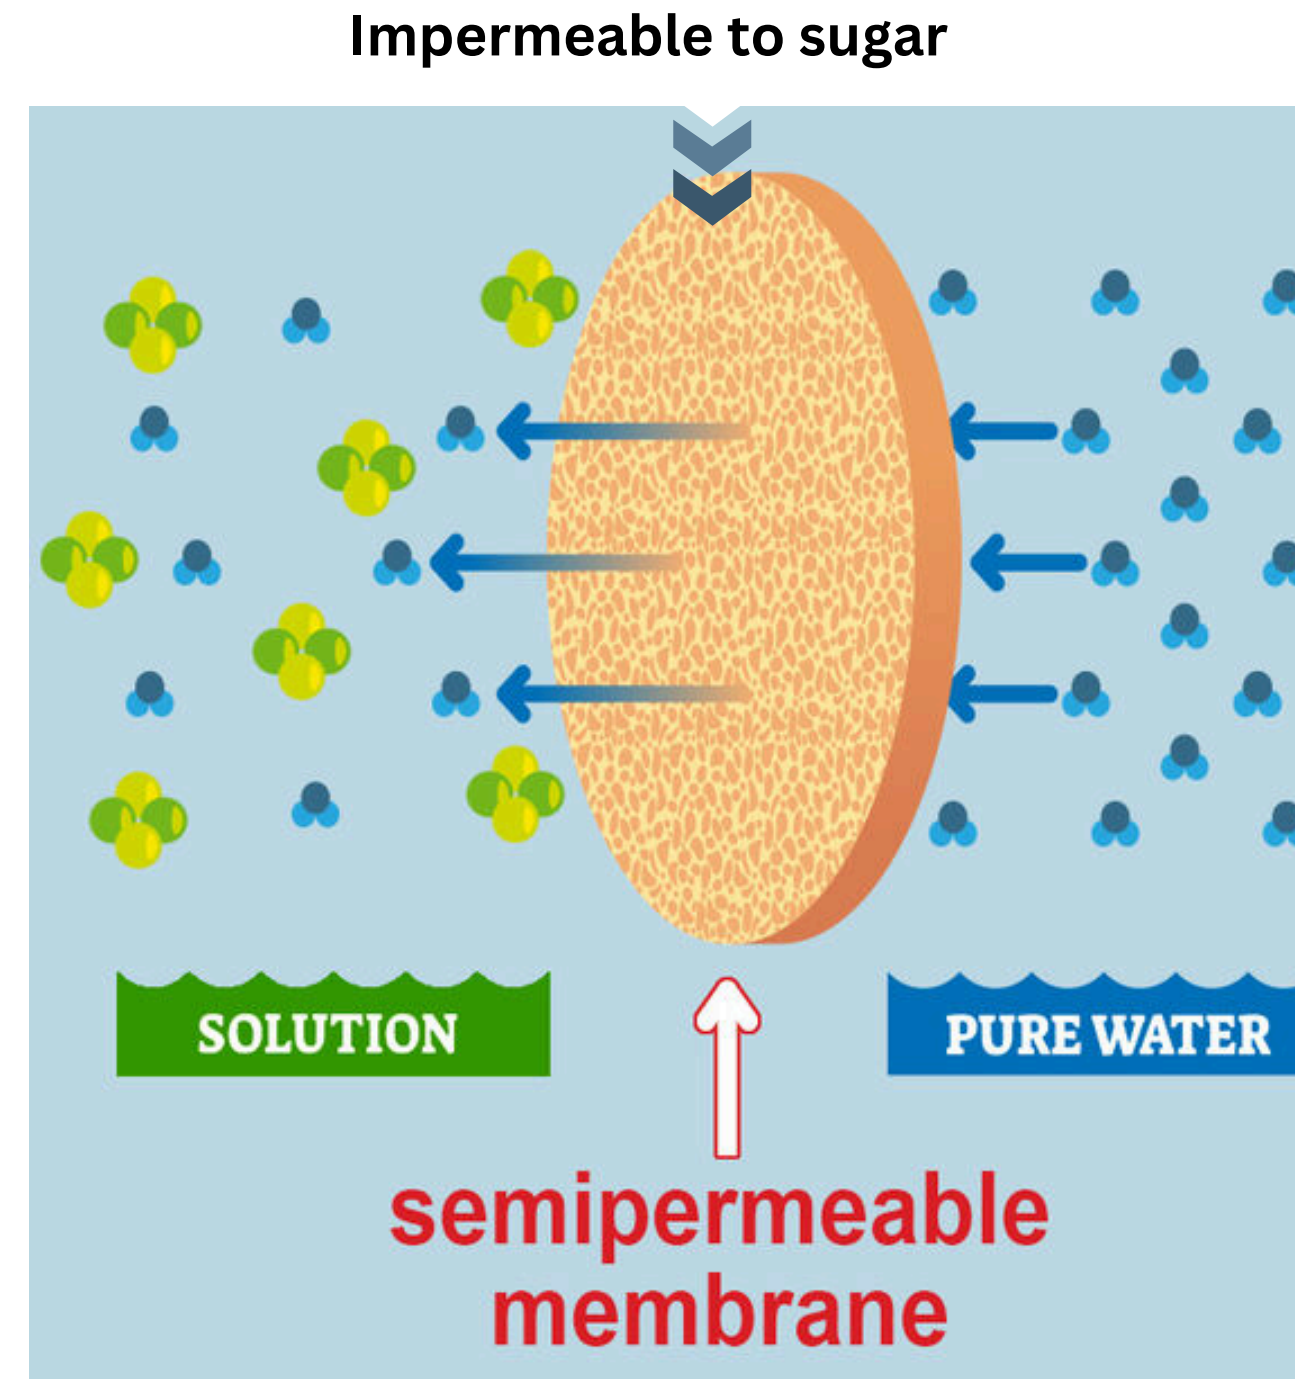 Impermeable to sugar
SOLUTION
PURE WATER
semipermeable
membrane